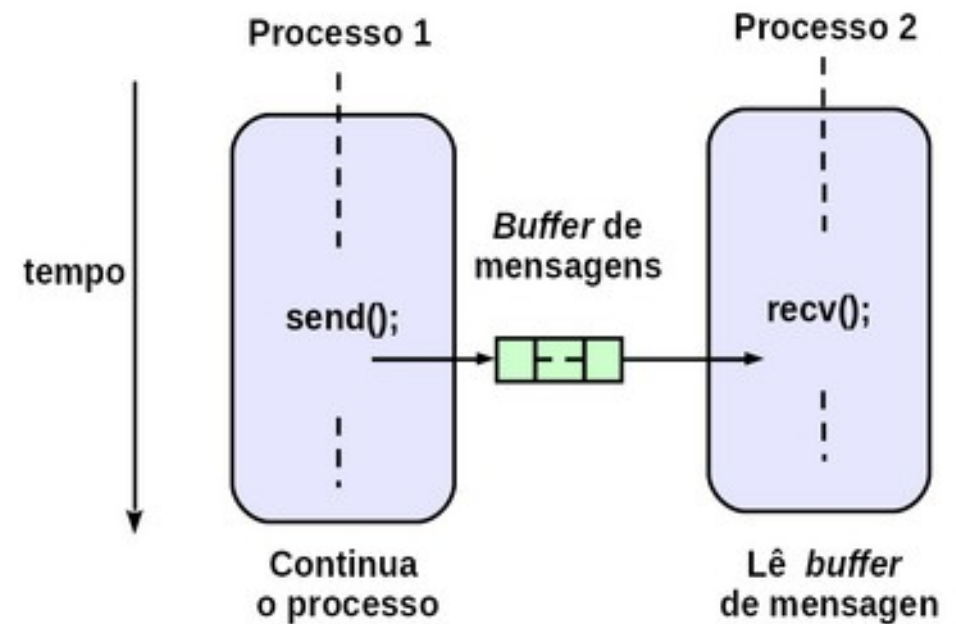 Processo 1
Processo 2
Buffer de
mensagens
tempo
send();
recv();
Continua
o processo
Lê buffer
de mensagen